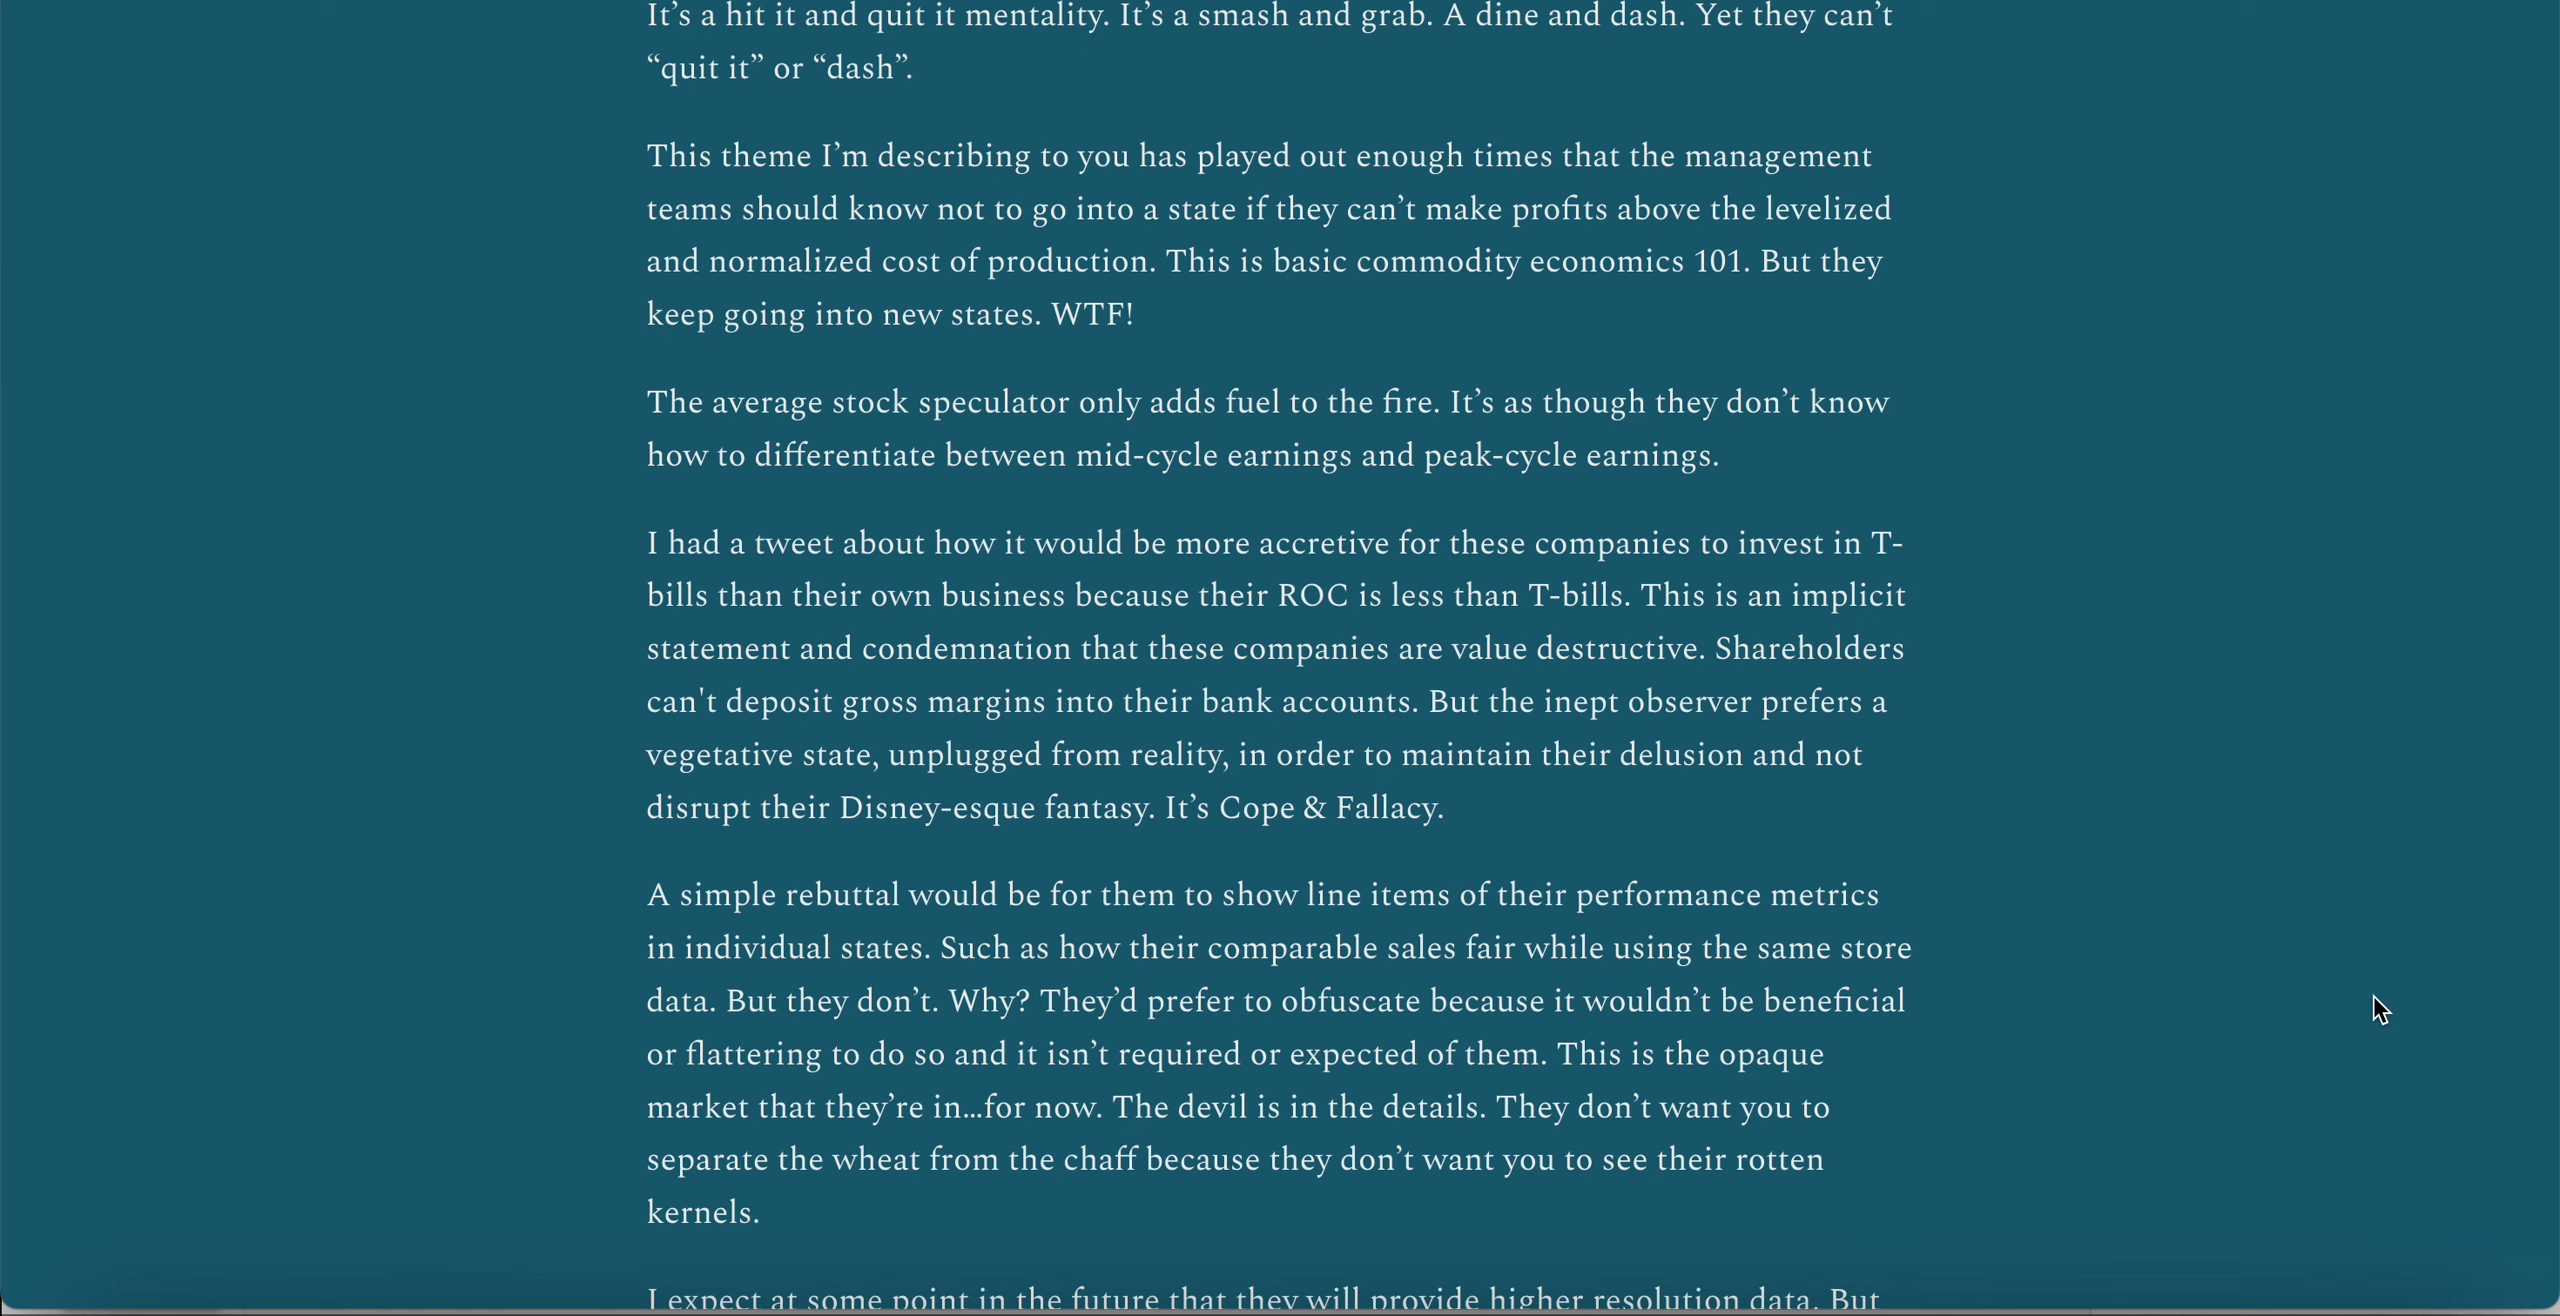 It’s a hit it and quit it mentality. It’s a smash and grab. A dine and dash. Yet they can’t
“quit it” or “dash”.
This theme I’m describing to you has played out enough times that the management
teams should know not to go into a state if they can’t make profits above the levelized
and normalized cost of production. This is basic commodity economics 101. But they
keep going into new states. WTF!
The average stock speculator only adds fuel to the fire. It’s as though they don’t know
how to differentiate between mid-cycle earnings and peak-cycle earnings.
I had a tweet about how it would be more accretive for these companies to invest in T-
bills than their own business because their ROC is less than T-bills. This is an implicit
statement and condemnation that these companies are value destructive. Shareholders
can't deposit gross margins into their bank accounts. But the inept observer prefers a
vegetative state, unplugged from reality, in order to maintain their delusion and not
disrupt their Disney-esque fantasy. It’s Cope & Fallacy.
A simple rebuttal would be for them to show line items of their performance metrics
in individual states. Such as how their comparable sales fair while using the same store
data. But they don’t. Why? They’d prefer to obfuscate because it wouldn’t be beneficial
or flattering to do so and it isn’t required or expected of them. This is the opaque
market that they’re in…for now. The devil is in the details. They don’t want you to
separate the wheat from the chaff because they don’t want you to see their rotten
kernels.
I expect at some point in the future that they will provide higher resolution data. But